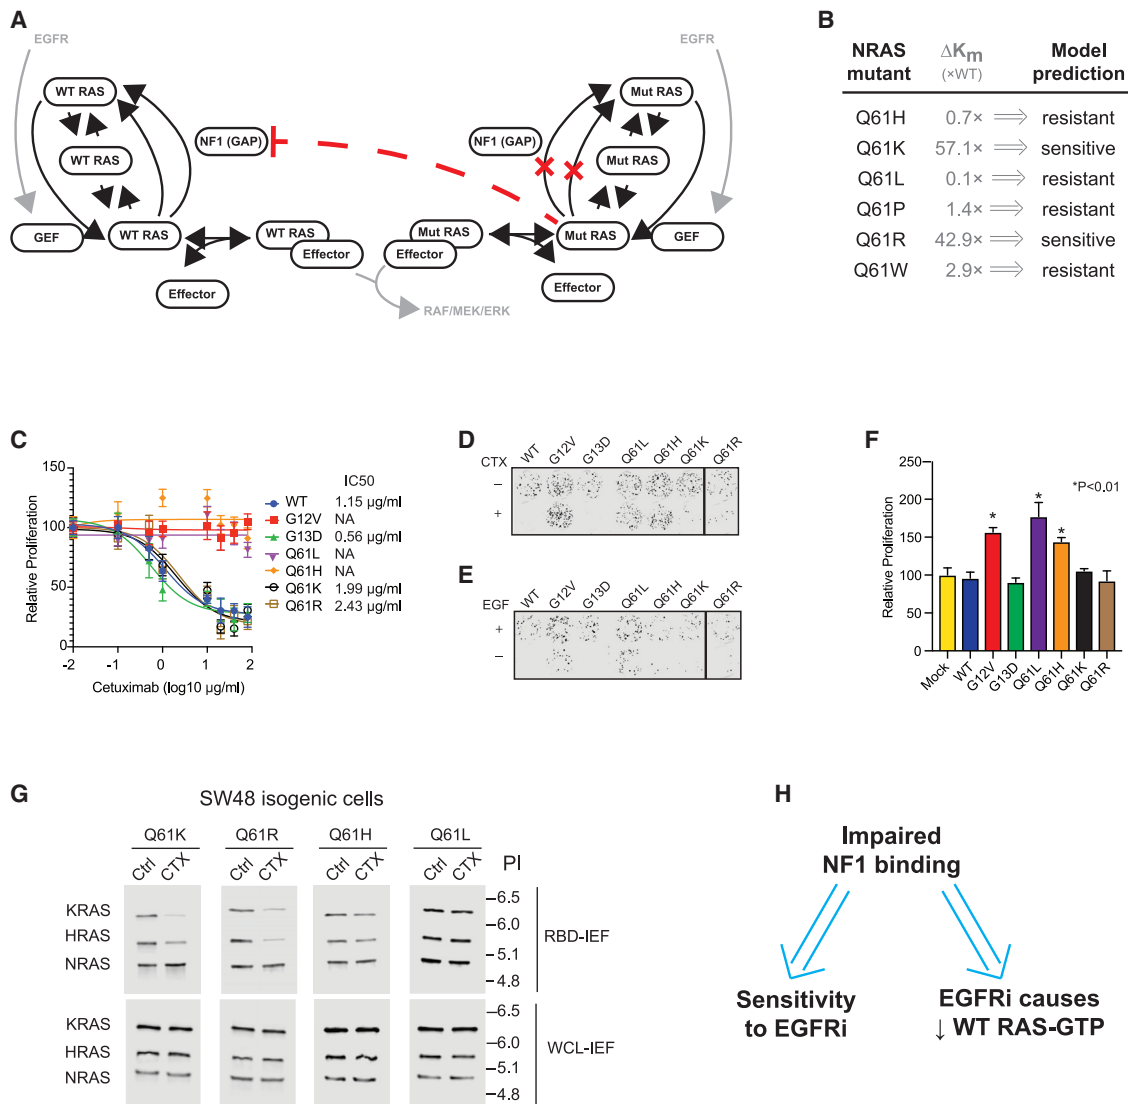 A
EGFR
EGFR
WT RAS
Mut RAS
NF1 (GAP)
NF1 (GAP)
WT RAS
Mut RAS
GEF
WT RAS
WT RAS
Effector
Mut RAS
Effector
Mut RAS
GEF
Effector
Effector
RAF/MEK/ERK
B
NRAS mutant ΔKm (×WT) Model prediction
Q61H 0.7× ⇒ resistant
Q61K 57.1× ⇒ sensitive
Q61L 0.1× ⇒ resistant
Q61P 1.4× ⇒ resistant
Q61R 42.9× ⇒ sensitive
Q61W 2.9× ⇒ resistant
C
Relative Proliferation
150
100
50
0
-2 -1 0 1 2
Cetuximab (log10 µg/ml)
IC50
WT 1.15 µg/ml
G12V NA
G13D 0.56 µg/ml
Q61L NA
Q61H NA
Q61K 1.99 µg/ml
Q61R 2.43 µg/ml
D
WT G12V G13D Q61L Q61H Q61K Q61R
CTX
–
+
E
WT G12V G13D Q61L Q61H Q61K Q61R
EGF
+
–
F
Relative Proliferation
250
200
150
100
50
0
*P<0.01
* * *
Mock WT G12V G13D Q61L Q61H Q61K Q61R
G
SW48 isogenic cells
Q61K Q61R Q61H Q61L
Ctrl CTX Ctrl CTX Ctrl CTX Ctrl CTX PI
KRAS
HRAS
NRAS
6.5
6.0
5.1
4.8
RBD-IEF
KRAS
HRAS
NRAS
6.5
6.0
5.1
4.8
WCL-IEF
H
Impaired
NF1 binding
Sensitivity
to EGFRi
EGFRi causes
↓ WT RAS-GTP